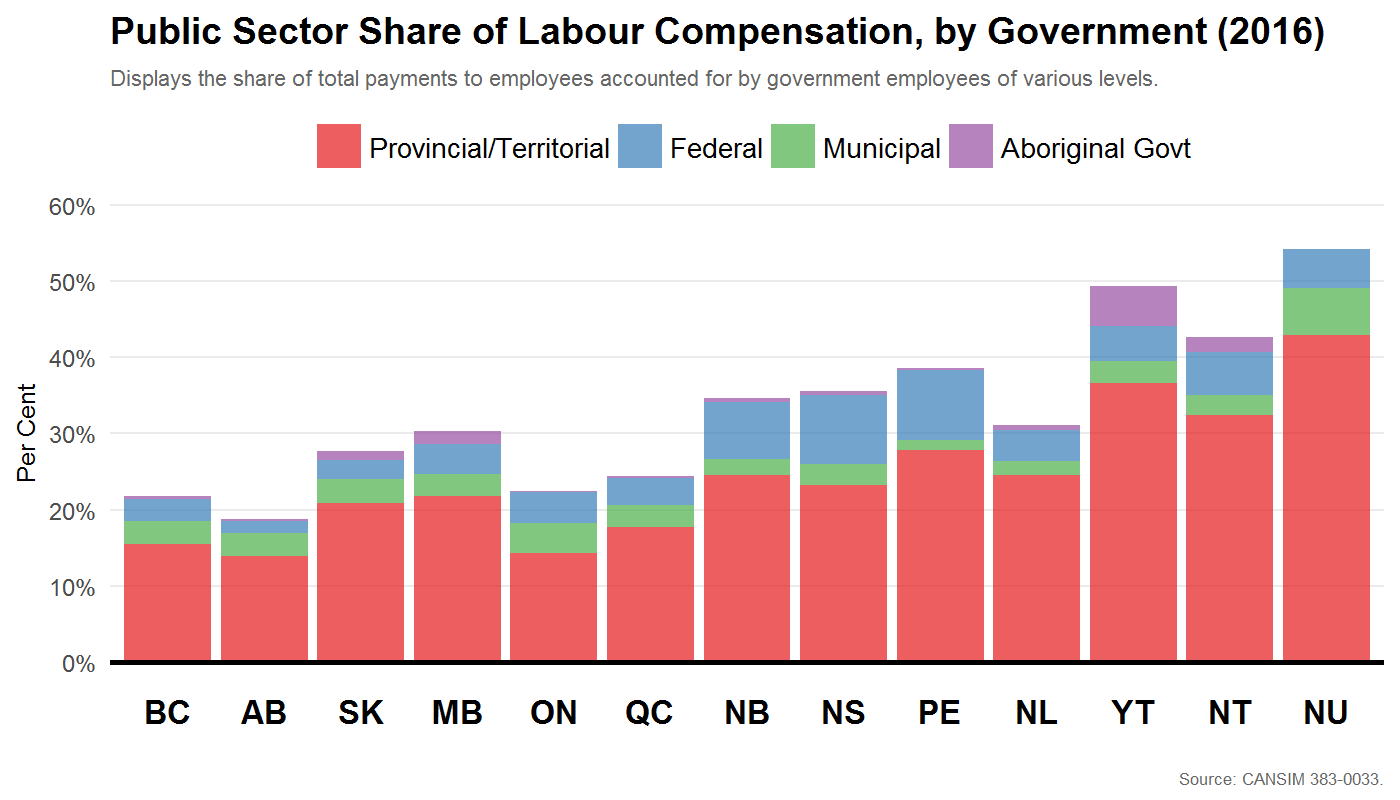 Public Sector Share of Labour Compensation, by Government (2016)
Displays the share of total payments to employees accounted for by government employees of various levels.
Provincial/Territorial Federal Municipal Aboriginal Govt
60%
50%
40%
30%
20%
10%
0%
Per Cent
BC AB SK MB ON QC NB NS PE NL YT NT NU
Source: CANSIM 383-0033.